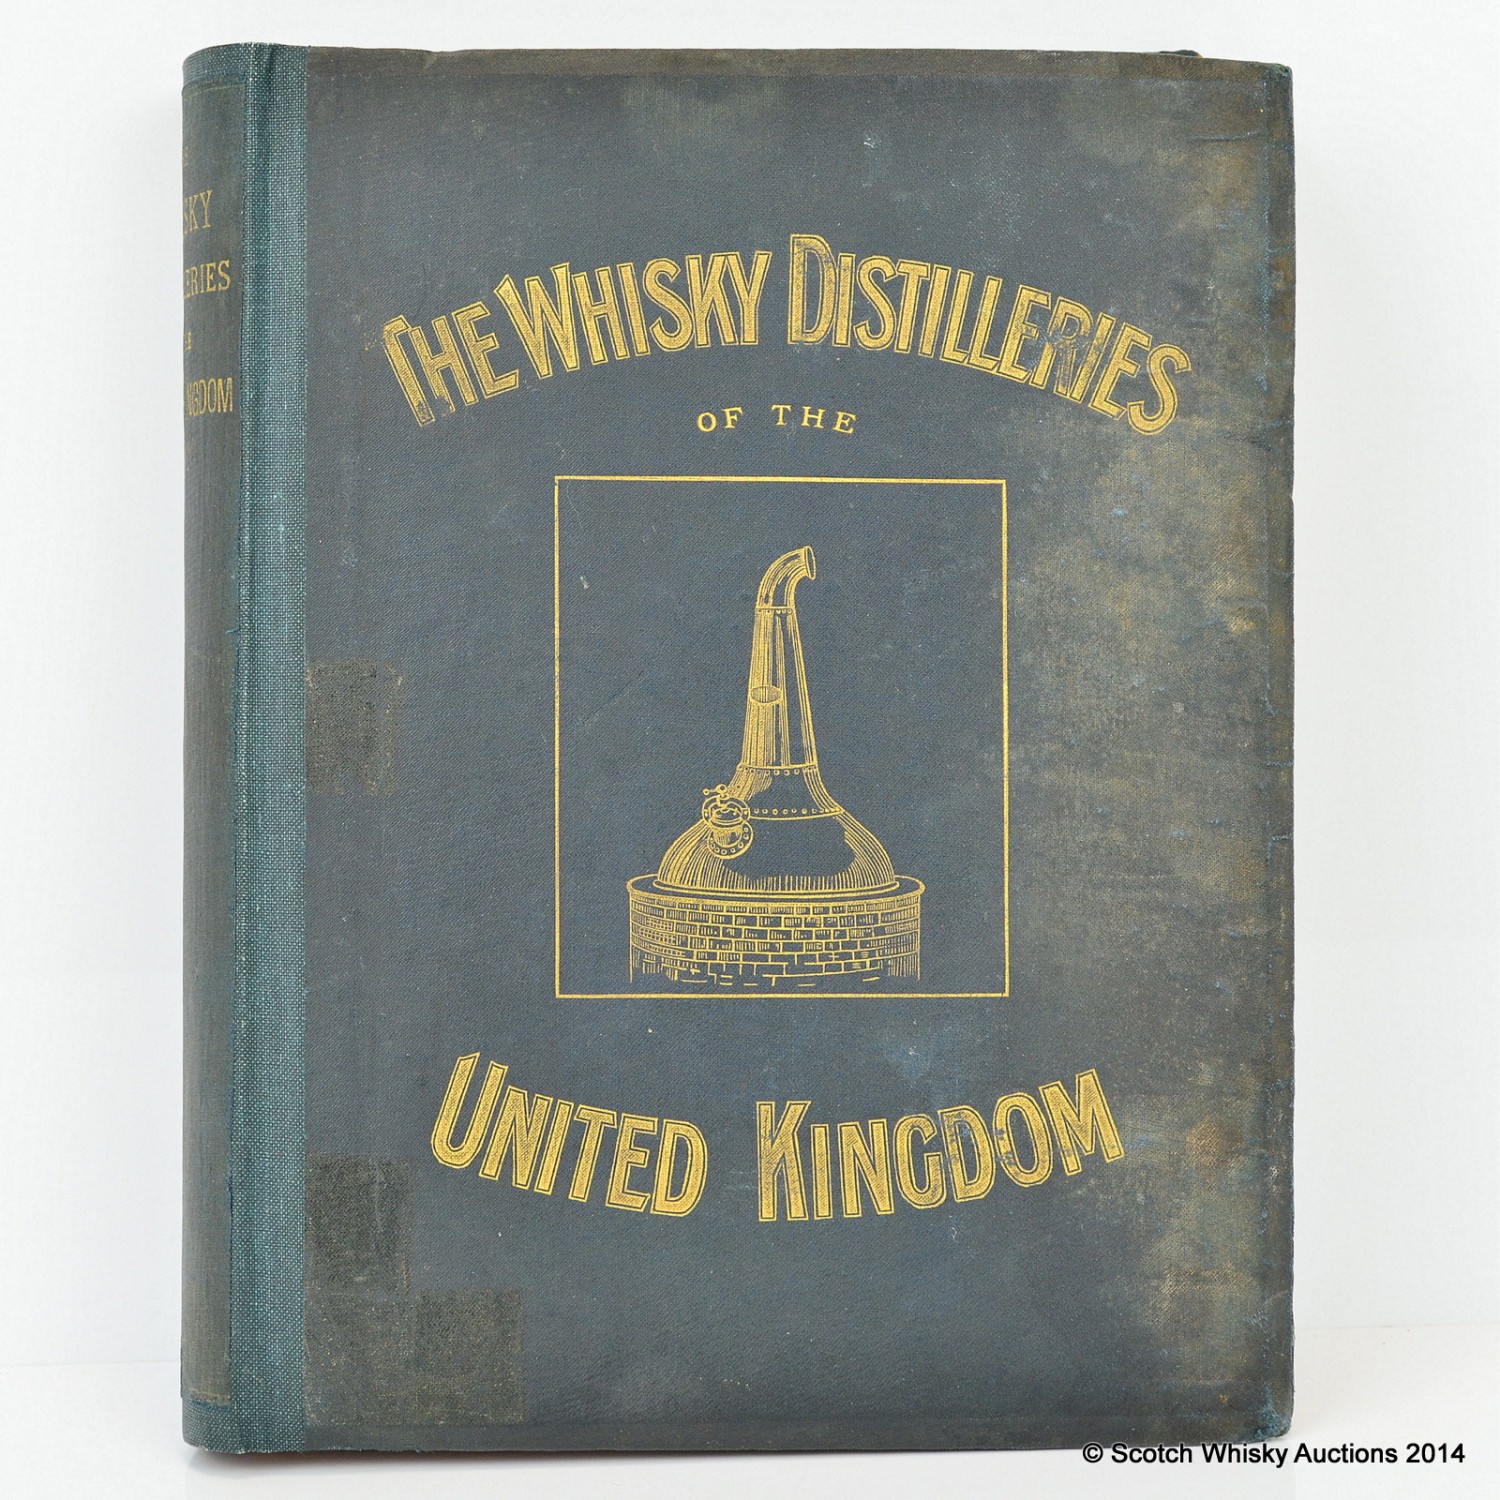 THE WHISKY DISTILLERIES
OF THE
UNITED KINGDOM
SKY
LERIES
NGDOM
© Scotch Whisky Auctions 2014